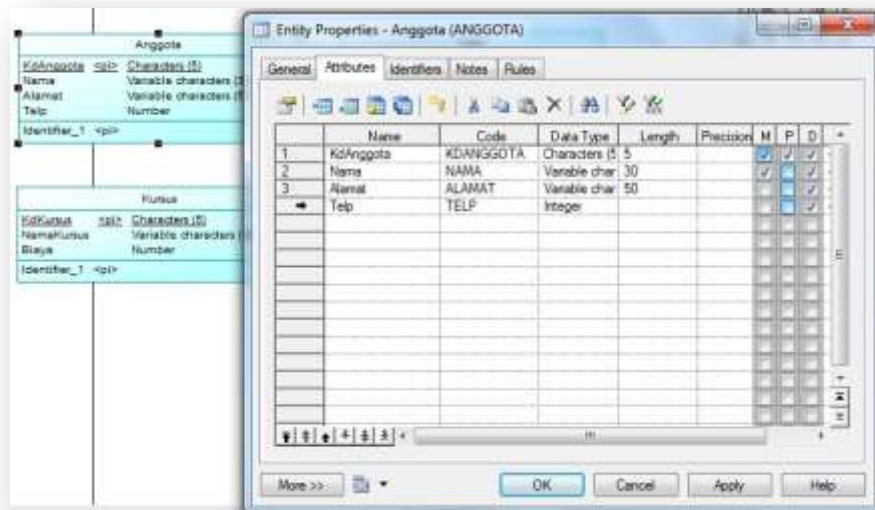 Anggota
KdAnggota <pi> Characters (5)
Nama Variable characters (3
Alamat Variable characters (5
Telp Number
Identifier_1 <pi>
Kursus
KdKursus <pi> Characters (5)
NamaKursus Variable characters (
Biaya Number
Identifier_1 <pi>
Entity Properties - Anggota (ANGGOTA)
General Attributes Identifiers Notes Rules
Name Code Data Type Length Precision M P D
1 KdAnggota KDANGGOTA Characters (5 5
2 Nama NAMA Variable char 30
3 Alamat ALAMAT Variable char 50
Telp TELP Integer
More >> OK Cancel Apply Help